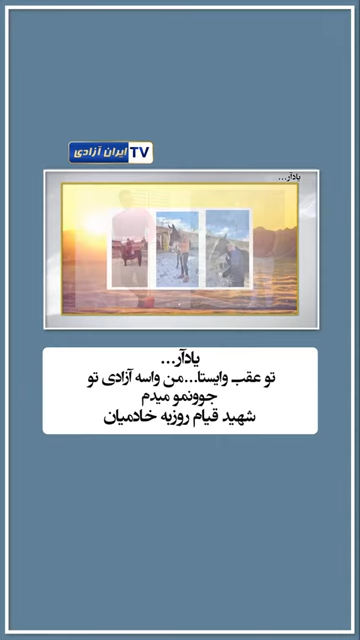 ایران آزادی TV
یادآر...
یادآر...
تو عقب وایستا...من واسه آزادی تو
جوونمو میدم
شهید قیام روزبه خادمیان